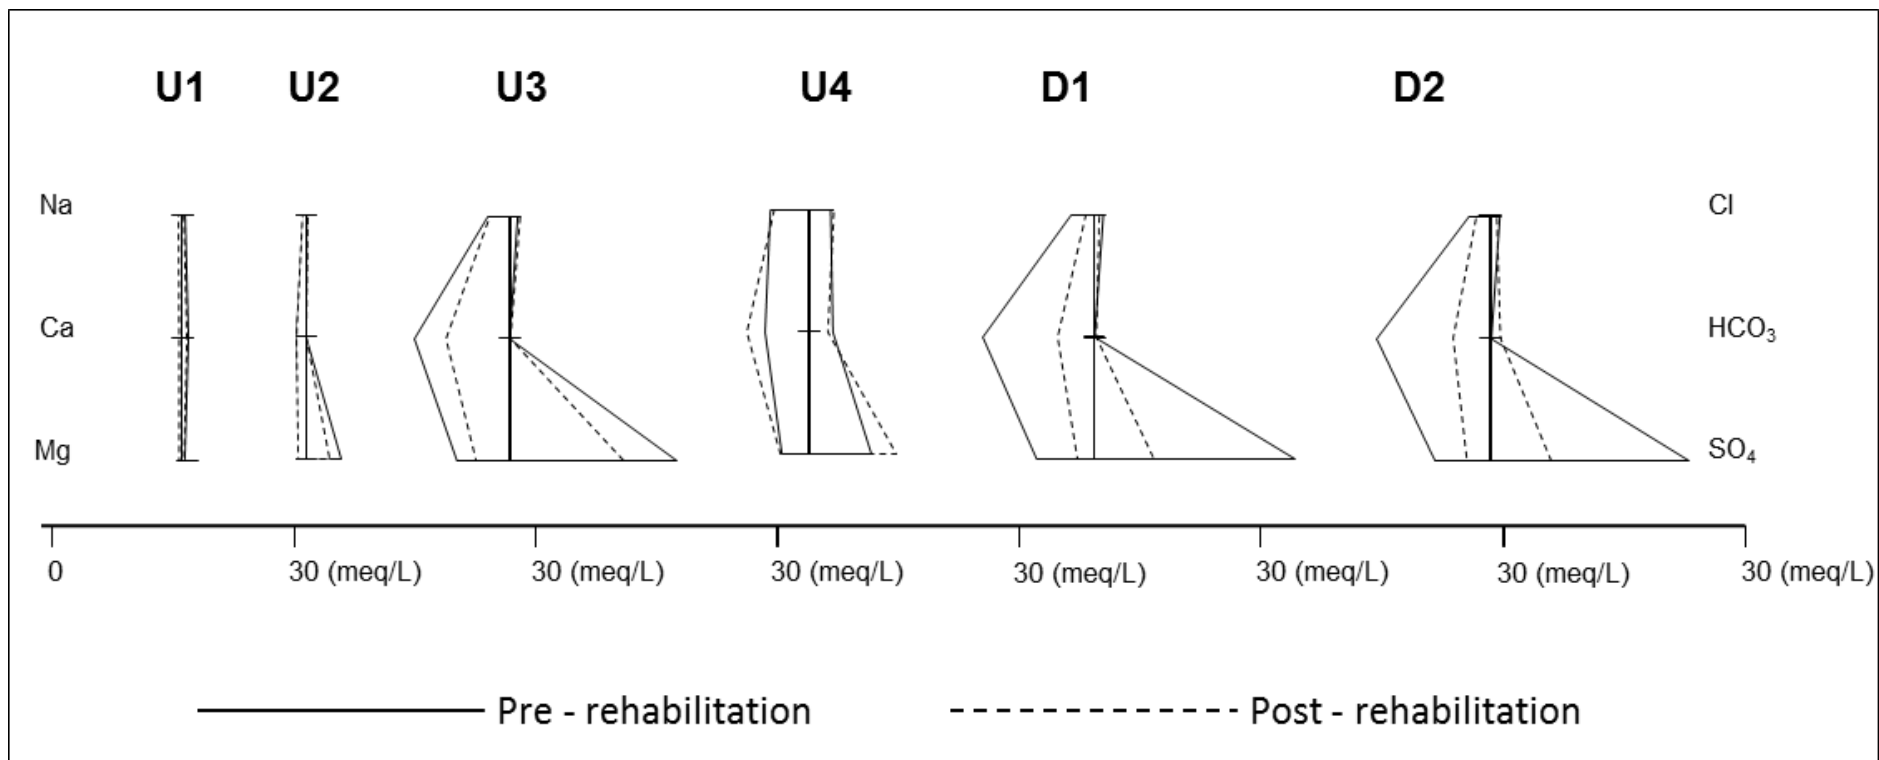 U1 U2 U3 U4 D1 D2
Na Cl
Ca HCO₃
Mg SO₄
0 30 (meq/L) 30 (meq/L) 30 (meq/L) 30 (meq/L) 30 (meq/L) 30 (meq/L) 30 (meq/L)
Pre - rehabilitation Post - rehabilitation